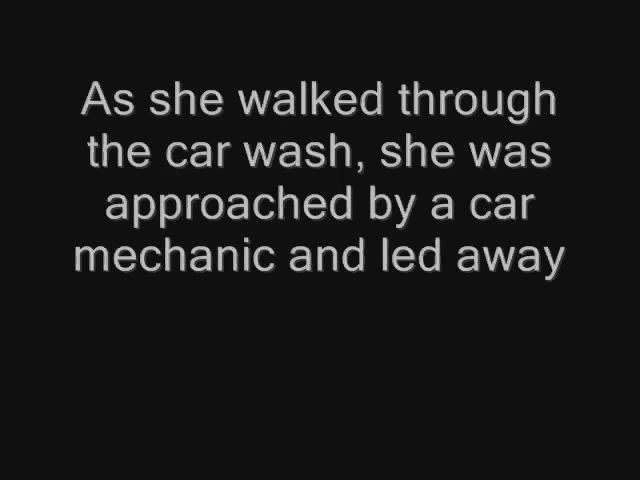 As she walked through
the car wash, she was
approached by a car
mechanic and led away